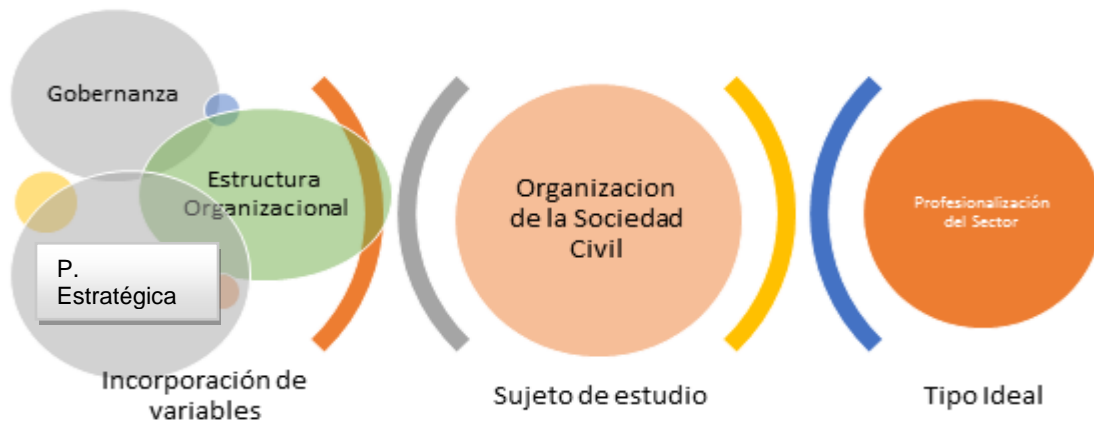 Gobernanza
Estructura
Organizacional
P.
Estratégica
Incorporación de
variables
Organizacion
de la Sociedad
Civil
Sujeto de estudio
Profesionalización
del Sector
Tipo Ideal